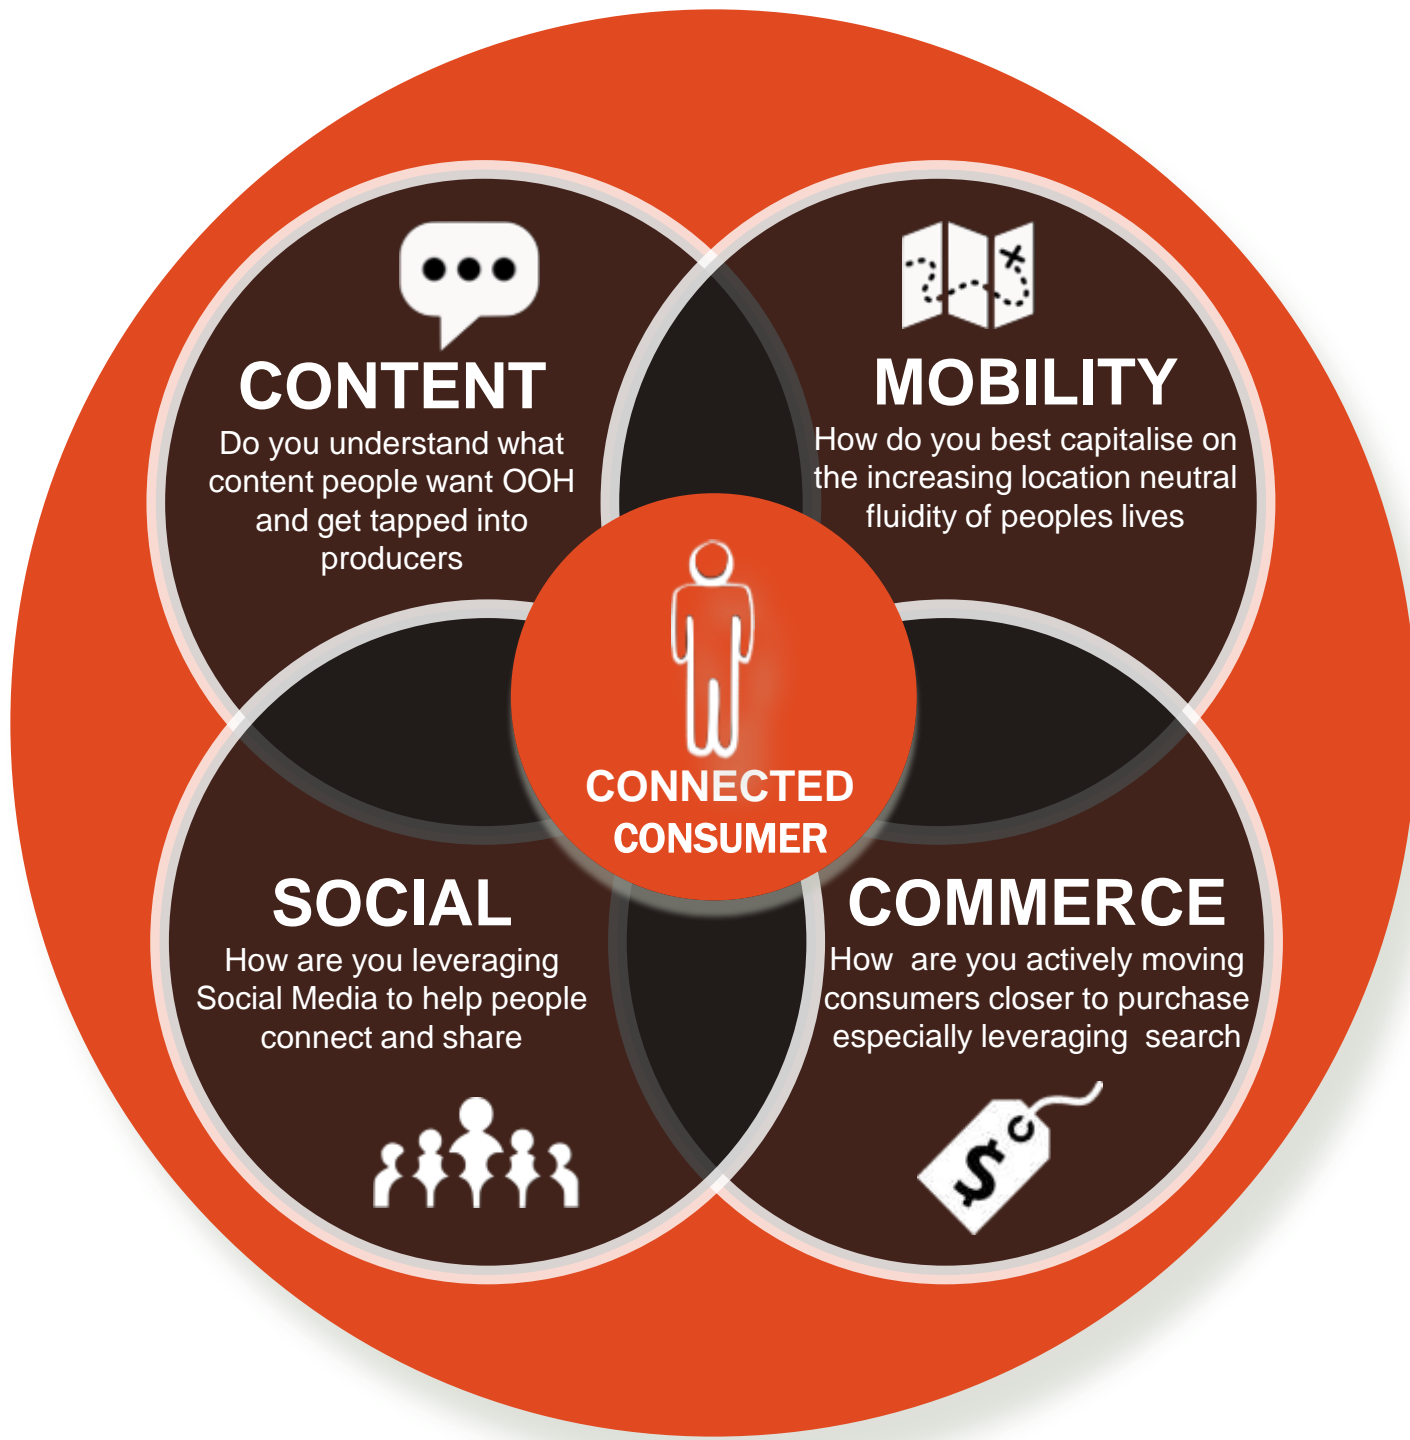 CONTENT
Do you understand what
content people want OOH
and get tapped into
producers
MOBILITY
How do you best capitalise on
the increasing location neutral
fluidity of peoples lives
CONNECTED
CONSUMER
SOCIAL
How are you leveraging
Social Media to help people
connect and share
COMMERCE
How are you actively moving
consumers closer to purchase
especially leveraging search
$